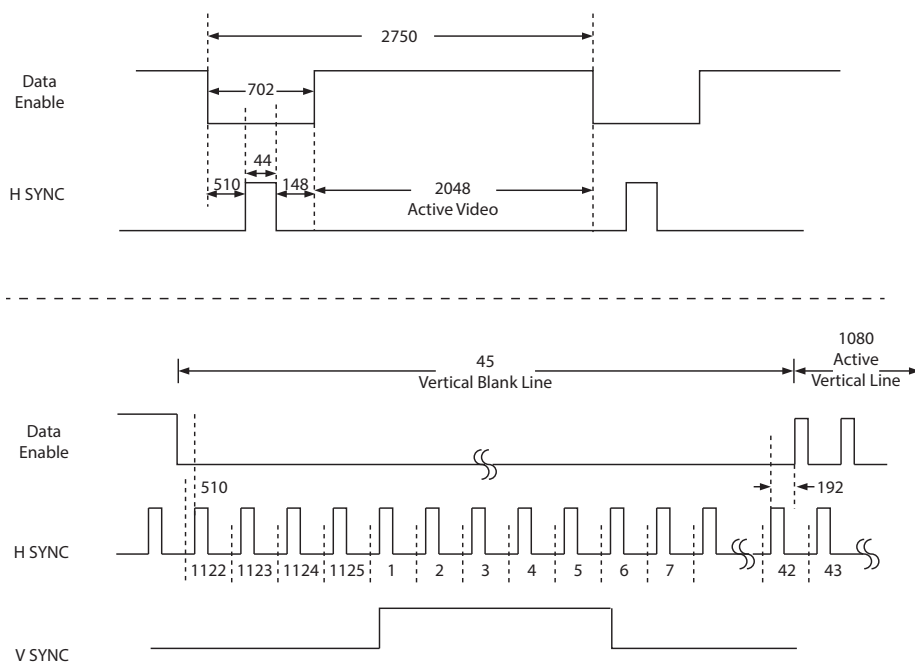 2750
Data
Enable
702
44
510
148
H SYNC
2048
Active Video
45
Vertical Blank Line
1080
Active
Vertical Line
Data
Enable
510
192
H SYNC
1122 1123 1124 1125 1 2 3 4 5 6 7 42 43
V SYNC